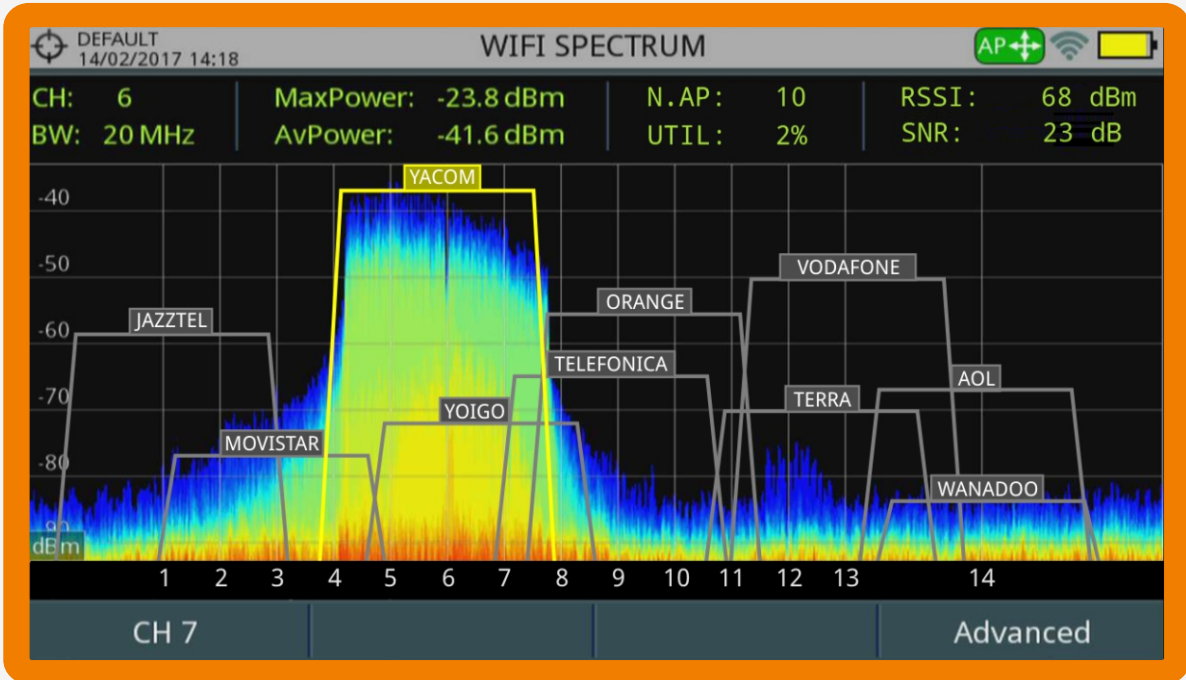 DEFAULT
14/02/2017 14:18
WIFI SPECTRUM
AP
CH: 6 MaxPower: -23.8 dBm N.AP: 10 RSSI: 68 dBm
BW: 20 MHz AvPower: -41.6 dBm UTIL: 2% SNR: 23 dB
YACOM
-40
-50
VODAFONE
ORANGE
JAZZTEL
-60
TELEFONICA
AOL
-70
TERRA
YOIGO
MOVISTAR
-80
WANADOO
-90
dBm
1 2 3 4 5 6 7 8 9 10 11 12 13 14
CH 7 Advanced